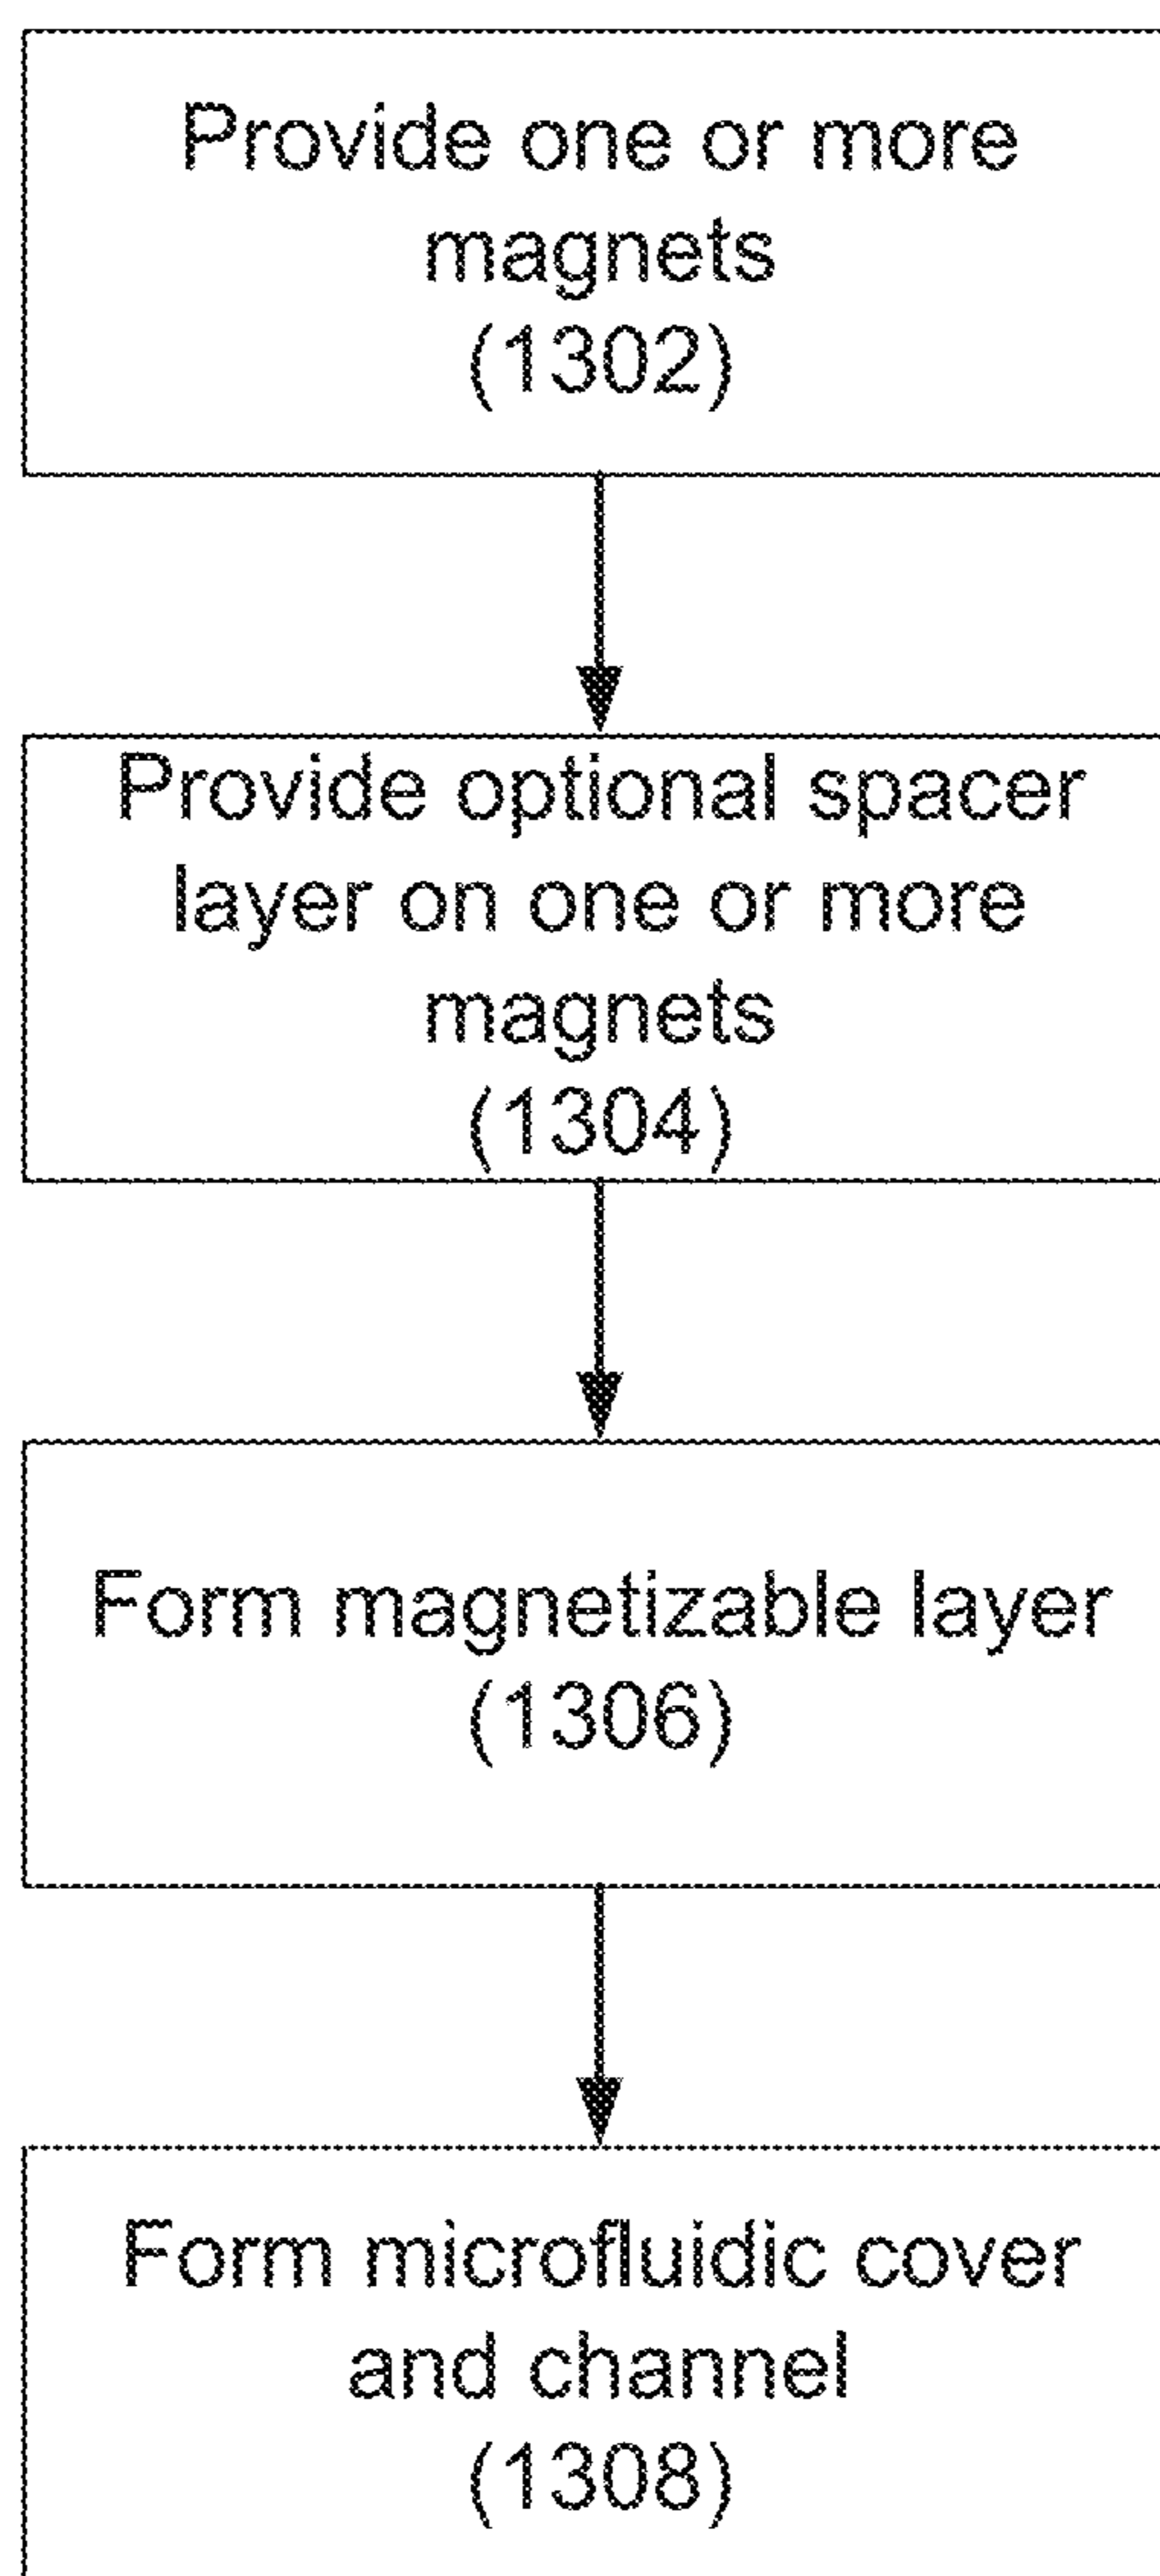 Provide one or more
magnets
(1302)
Provide optional spacer
layer on one or more
magnets
(1304)
Form magnetizable layer
(1306)
Form microfluidic cover
and channel
(1308)